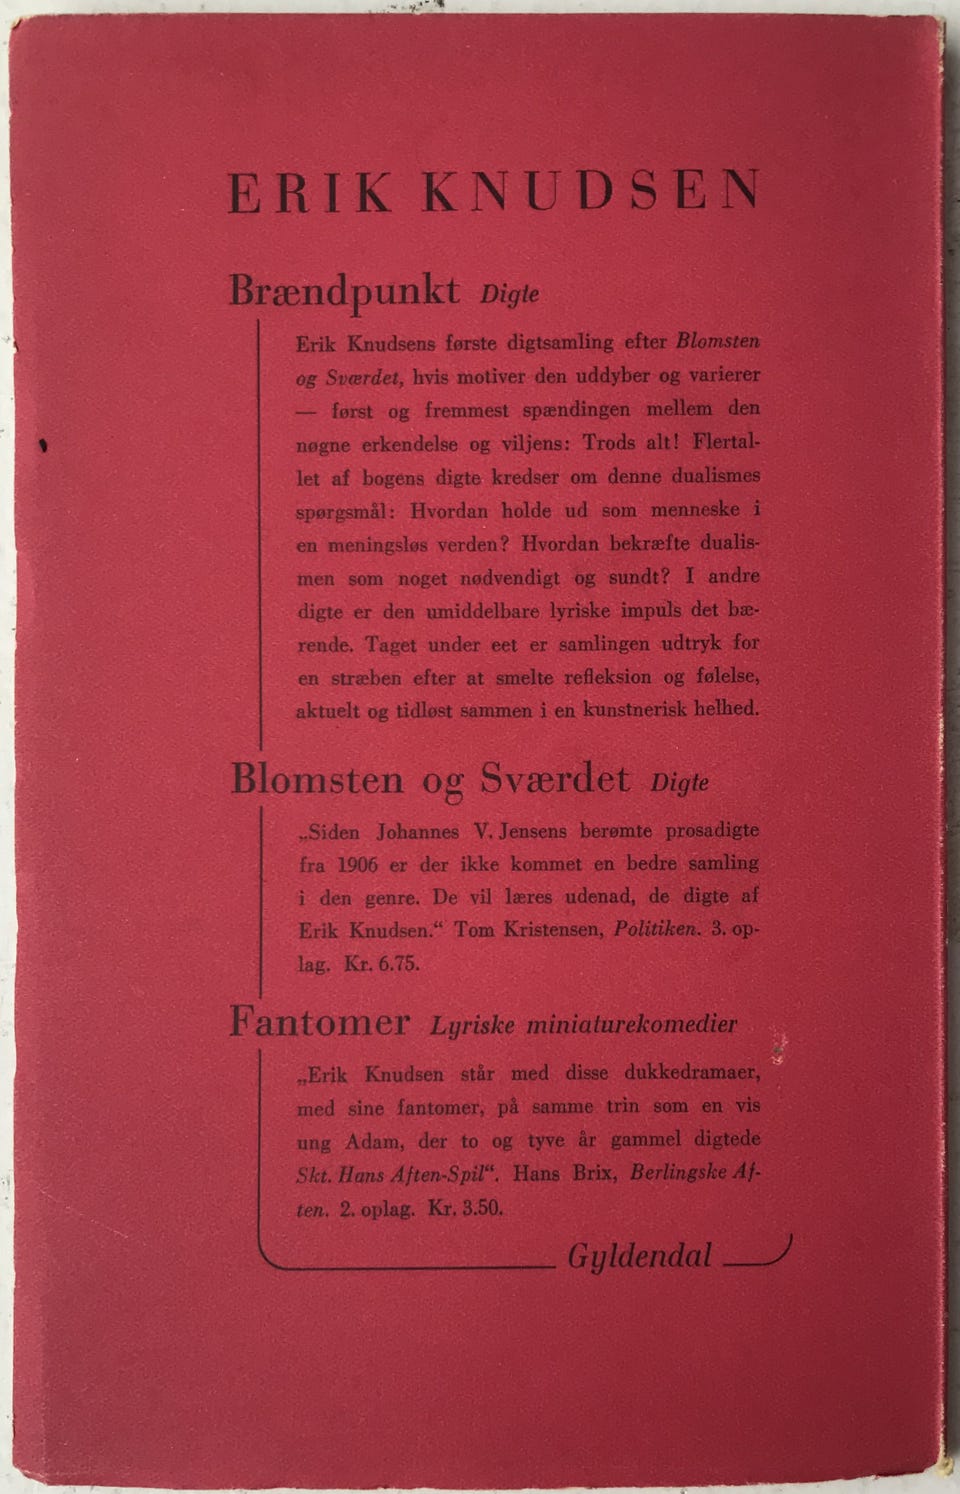 ERIK KNUDSEN
Brændpunkt Digte
Erik Knudsens første digtsamling efter Blomsten
og Sværdet, hvis motiver den uddyber og varierer
— først og fremmest spændingen mellem den
nøgne erkendelse og viljens: Trods alt! Flertal-
let af bogens digte kredser om denne dualismes
spørgsmål: Hvordan holde ud som menneske i
en meningsløs verden? Hvordan bekræfte dualis-
men som noget nødvendigt og sundt? I andre
digte er den umiddelbare lyriske impuls det bæ-
rende. Taget under eet er samlingen udtryk for
en stræben efter at smelte refleksion og følelse,
aktuelt og tidløst sammen i en kunstnerisk helhed.
Blomsten og Sværdet Digte
„Siden Johannes V. Jensens berømte prosadigte
fra 1906 er der ikke kommet en bedre samling
i den genre. De vil læres udenad, de digte af
Erik Knudsen.“ Tom Kristensen, Politiken. 3. op-
lag. Kr. 6.75.
Fantomer Lyriske miniaturekomedier
„Erik Knudsen står med disse dukkedramaer,
med sine fantomer, på samme trin som en vis
ung Adam, der to og tyve år gammel digtede
Skt. Hans Aften-Spil“. Hans Brix, Berlingske Af-
ten. 2. oplag. Kr. 3.50.
Gyldendal